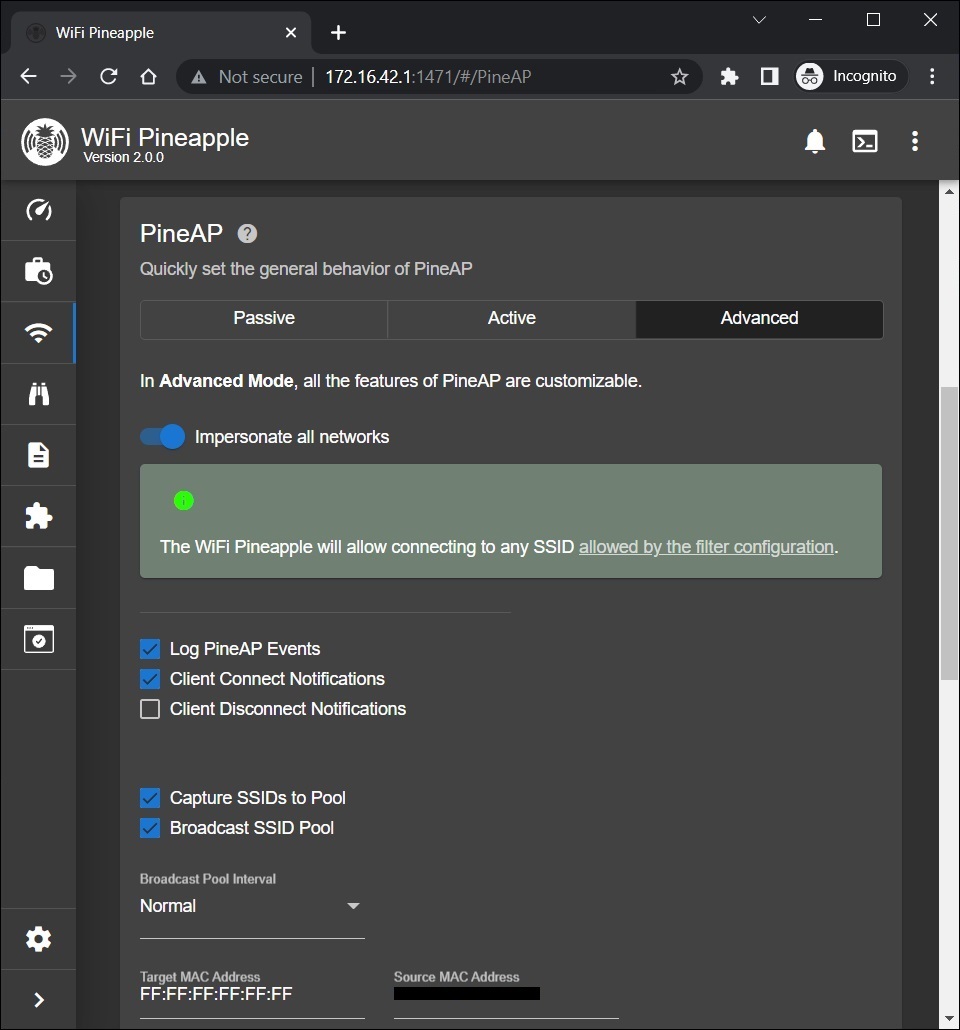 WiFi Pineapple
Not secure | 172.16.42.1:1471/#/PineAP
Incognito
WiFi Pineapple
Version 2.0.0
PineAP
Quickly set the general behavior of PineAP
Passive Active Advanced
In Advanced Mode, all the features of PineAP are customizable.
Impersonate all networks
The WiFi Pineapple will allow connecting to any SSID allowed by the filter configuration.
Log PineAP Events
Client Connect Notifications
Client Disconnect Notifications
Capture SSIDs to Pool
Broadcast SSID Pool
Broadcast Pool Interval
Normal
Target MAC Address Source MAC Address
FF:FF:FF:FF:FF:FF